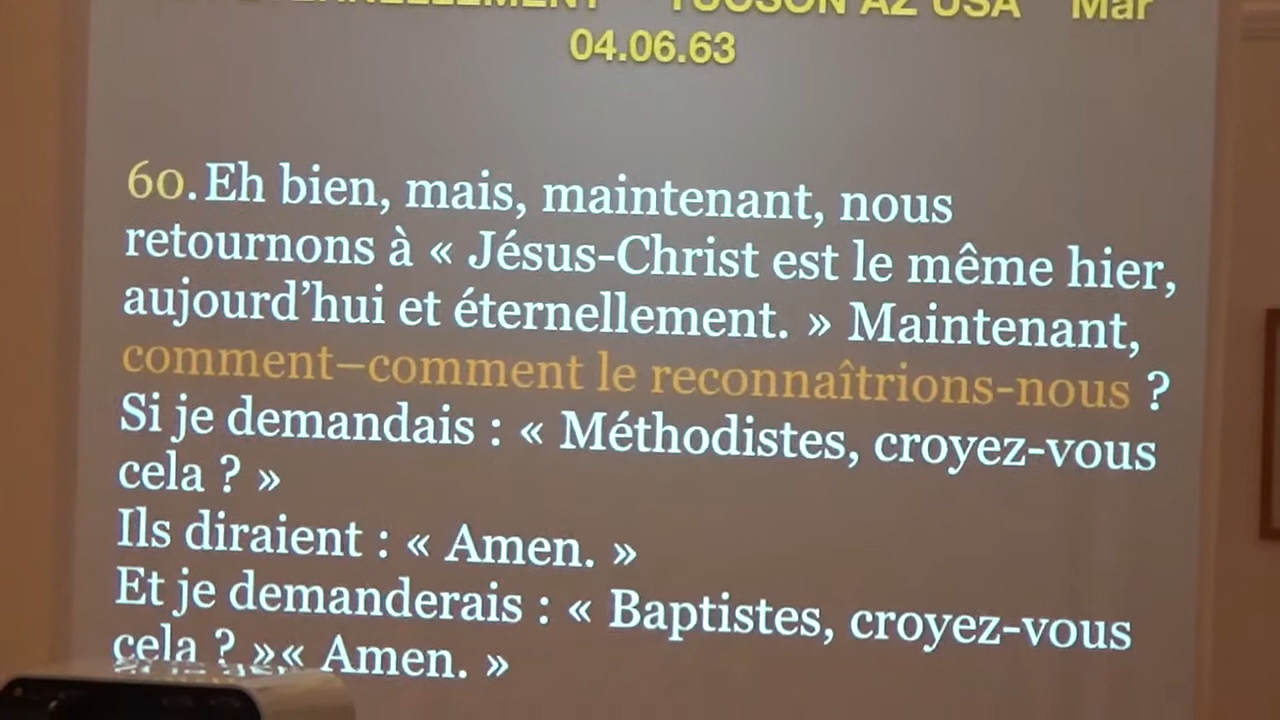 TUCSON AZ USA Mar
04.06.63
60. Eh bien, mais, maintenant, nous
retournons à « Jésus-Christ est le même hier,
aujourd’hui et éternellement. » Maintenant,
comment–comment le reconnaîtrions-nous ?
Si je demandais : « Méthodistes, croyez-vous
cela ? »
Ils diraient : « Amen. »
Et je demanderais : « Baptistes, croyez-vous
cela ? »« Amen. »